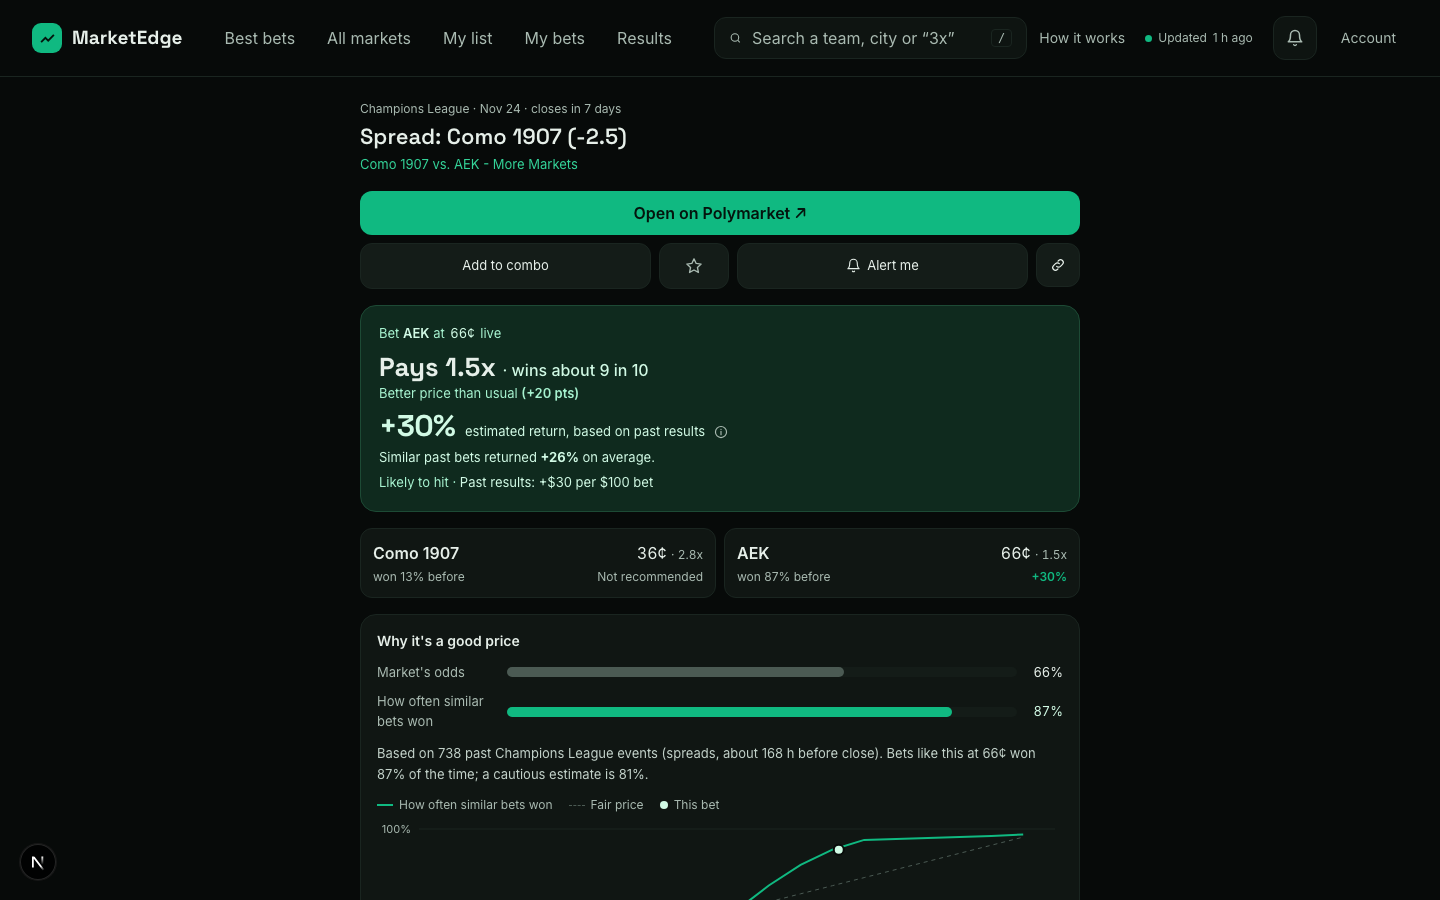 MarketEdge
Best bets
All markets
My list
My bets
Results
Search a team, city or “3x”
/
How it works
Updated 1 h ago
Account
Champions League · Nov 24 · closes in 7 days
Spread: Como 1907 (-2.5)
Como 1907 vs. AEK - More Markets
Open on Polymarket ↗
Add to combo
Alert me
Bet AEK at 66¢ live
Pays 1.5x · wins about 9 in 10
Better price than usual (+20 pts)
+30% estimated return, based on past results
Similar past bets returned +26% on average.
Likely to hit · Past results: +$30 per $100 bet
Como 1907
36¢ · 2.8x
won 13% before
Not recommended
AEK
66¢ · 1.5x
won 87% before
+30%
Why it's a good price
Market's odds
66%
How often similar
bets won
87%
Based on 738 past Champions League events (spreads, about 168 h before close). Bets like this at 66¢ won
87% of the time; a cautious estimate is 81%.
How often similar bets won
Fair price
This bet
100%
N